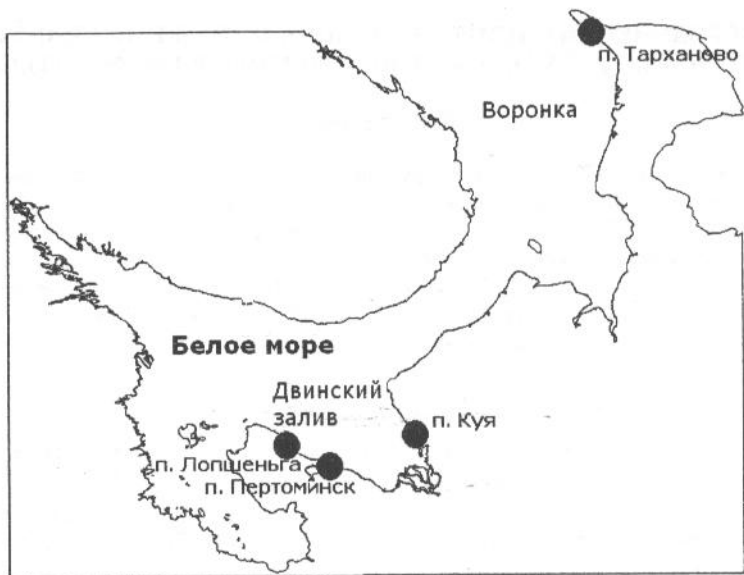 п. Тарханово
Воронка
Белое море
Двинский
залив
п. Куя
п. Лопшеньга
п. Пертоминск